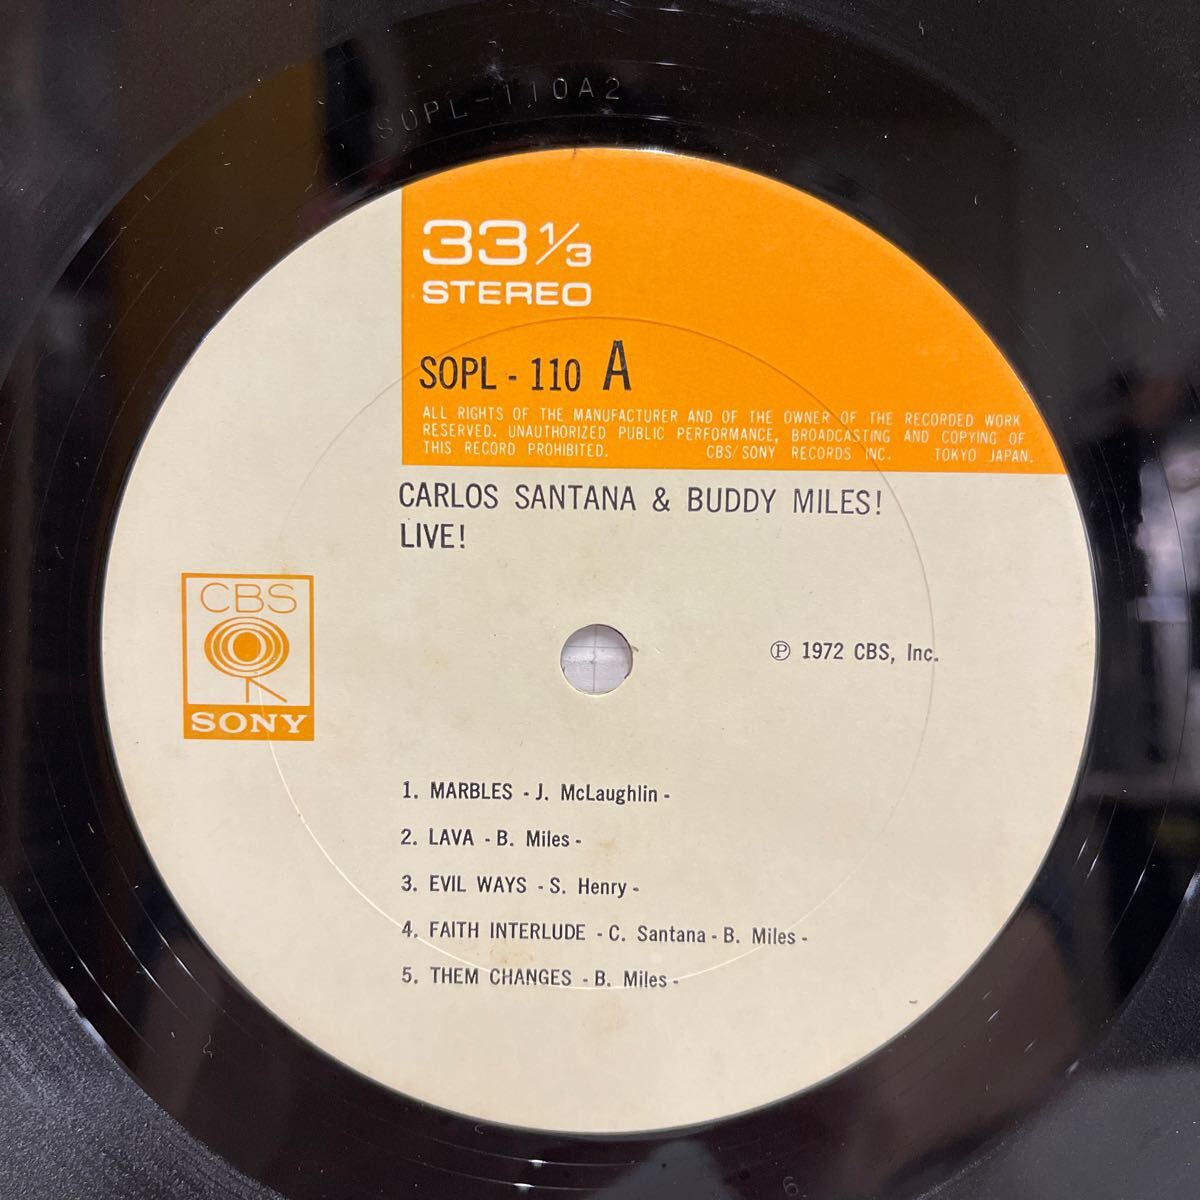 SOPL-110A2
33 1/3
STEREO
SOPL - 110 A
ALL RIGHTS OF THE MANUFACTURER AND OF THE OWNER OF THE RECORDED WORK
RESERVED. UNAUTHORIZED PUBLIC PERFORMANCE, BROADCASTING AND COPYING OF
THIS RECORD PROHIBITED. CBS/SONY RECORDS INC. TOKYO JAPAN.
CARLOS SANTANA & BUDDY MILES!
LIVE!
CBS
SONY
℗ 1972 CBS, Inc.
1. MARBLES - J. McLaughlin -
2. LAVA - B. Miles -
3. EVIL WAYS - S. Henry -
4. FAITH INTERLUDE - C. Santana - B. Miles -
5. THEM CHANGES - B. Miles -
6